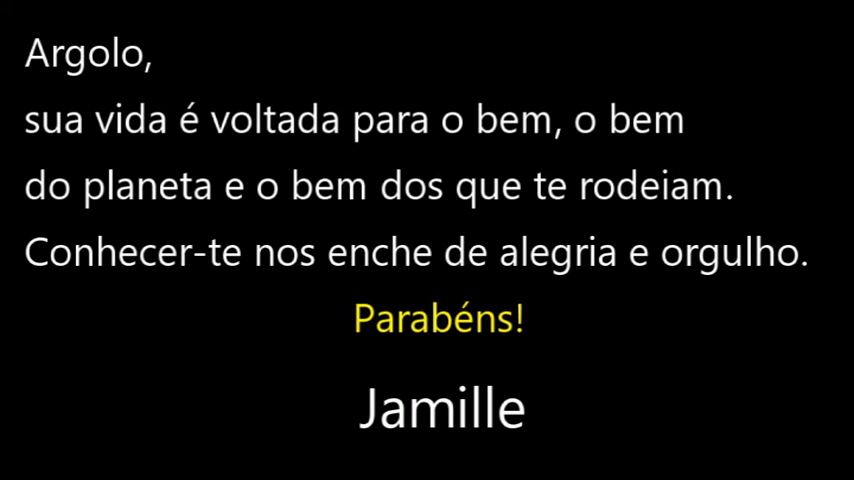 Argolo,
sua vida é voltada para o bem, o bem
do planeta e o bem dos que te rodeiam.
Conhecer-te nos enche de alegria e orgulho.
Parabéns!
Jamille